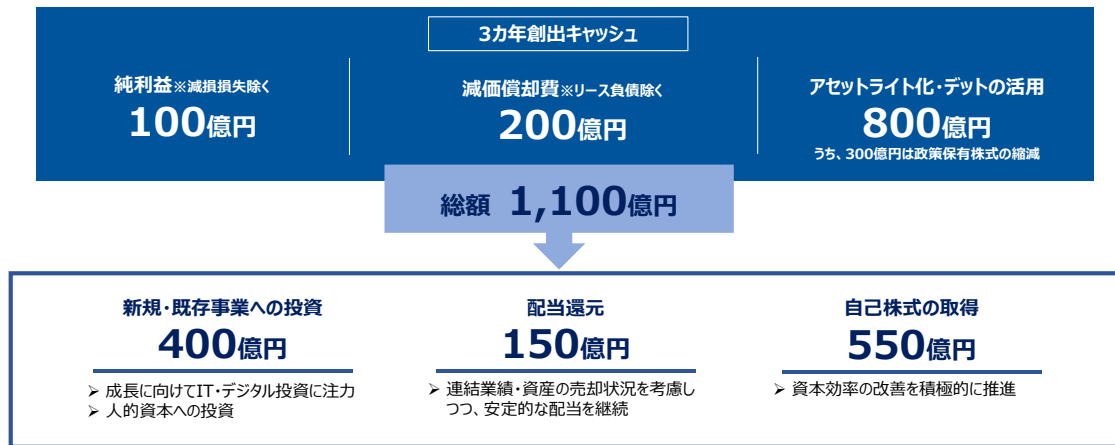 3カ年創出キャッシュ
純利益※減損損失除く
100億円
減価償却費※リース負債除く
200億円
アセットライト化・デットの活用
800億円
うち、300億円は政策保有株式の縮減
総額 1,100億円
新規・既存事業への投資
400億円
➢ 成長に向けてIT・デジタル投資に注力
➢ 人的資本への投資
配当還元
150億円
➢ 連結業績・資産の売却状況を考慮し
つつ、安定的な配当を継続
自己株式の取得
550億円
➢ 資本効率の改善を積極的に推進